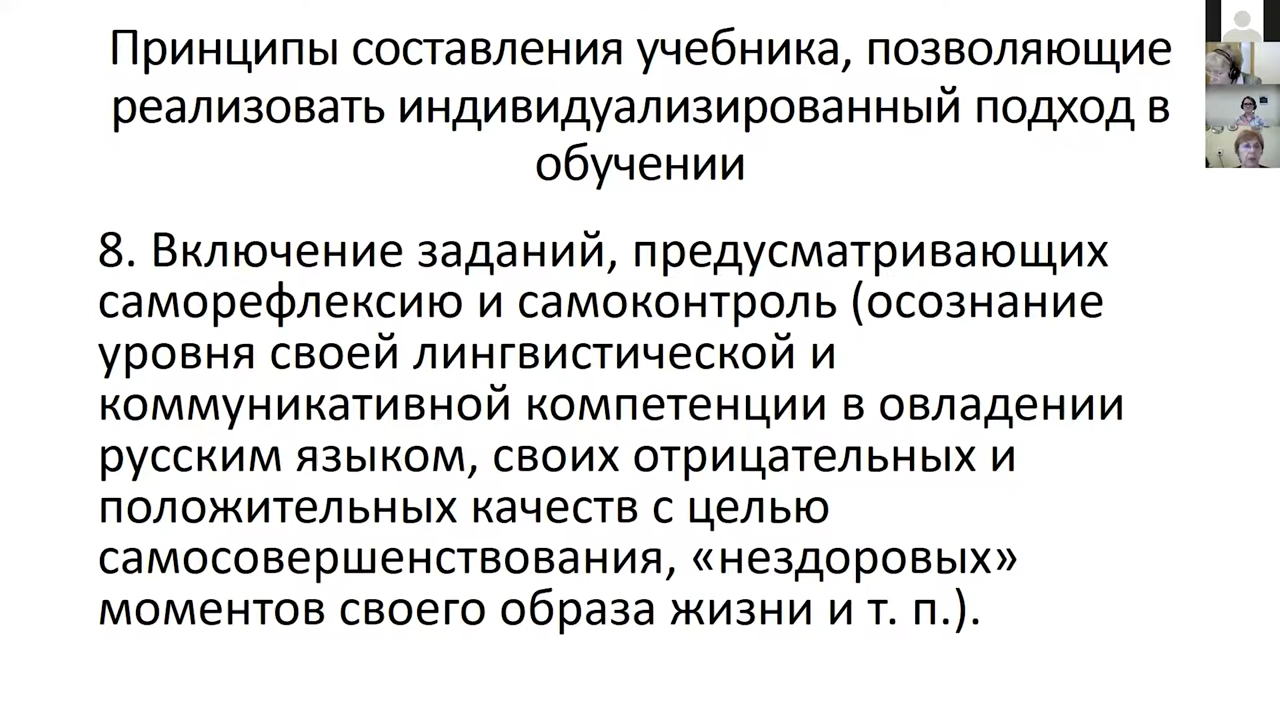 Принципы составления учебника, позволяющие
реализовать индивидуализированный подход в
обучении
8. Включение заданий, предусматривающих
саморефлексию и самоконтроль (осознание
уровня своей лингвистической и
коммуникативной компетенции в овладении
русским языком, своих отрицательных и
положительных качеств с целью
самосовершенствования, «нездоровых»
моментов своего образа жизни и т. п.).